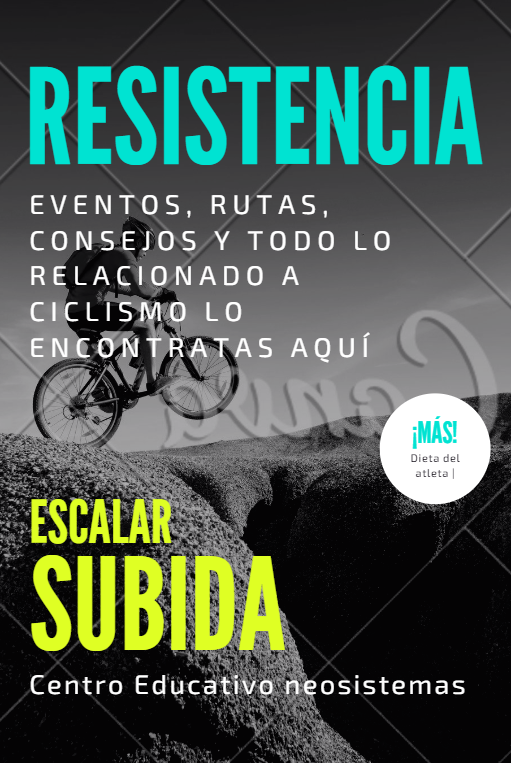 RESISTENCIA
EVENTOS, RUTAS,
CONSEJOS Y TODO LO
RELACIONADO A
CICLISMO LO
ENCONTRATAS AQUÍ
Canva
¡MÁS!
Dieta del
atleta |
ESCALAR
SUBIDA
Centro Educativo neosistemas